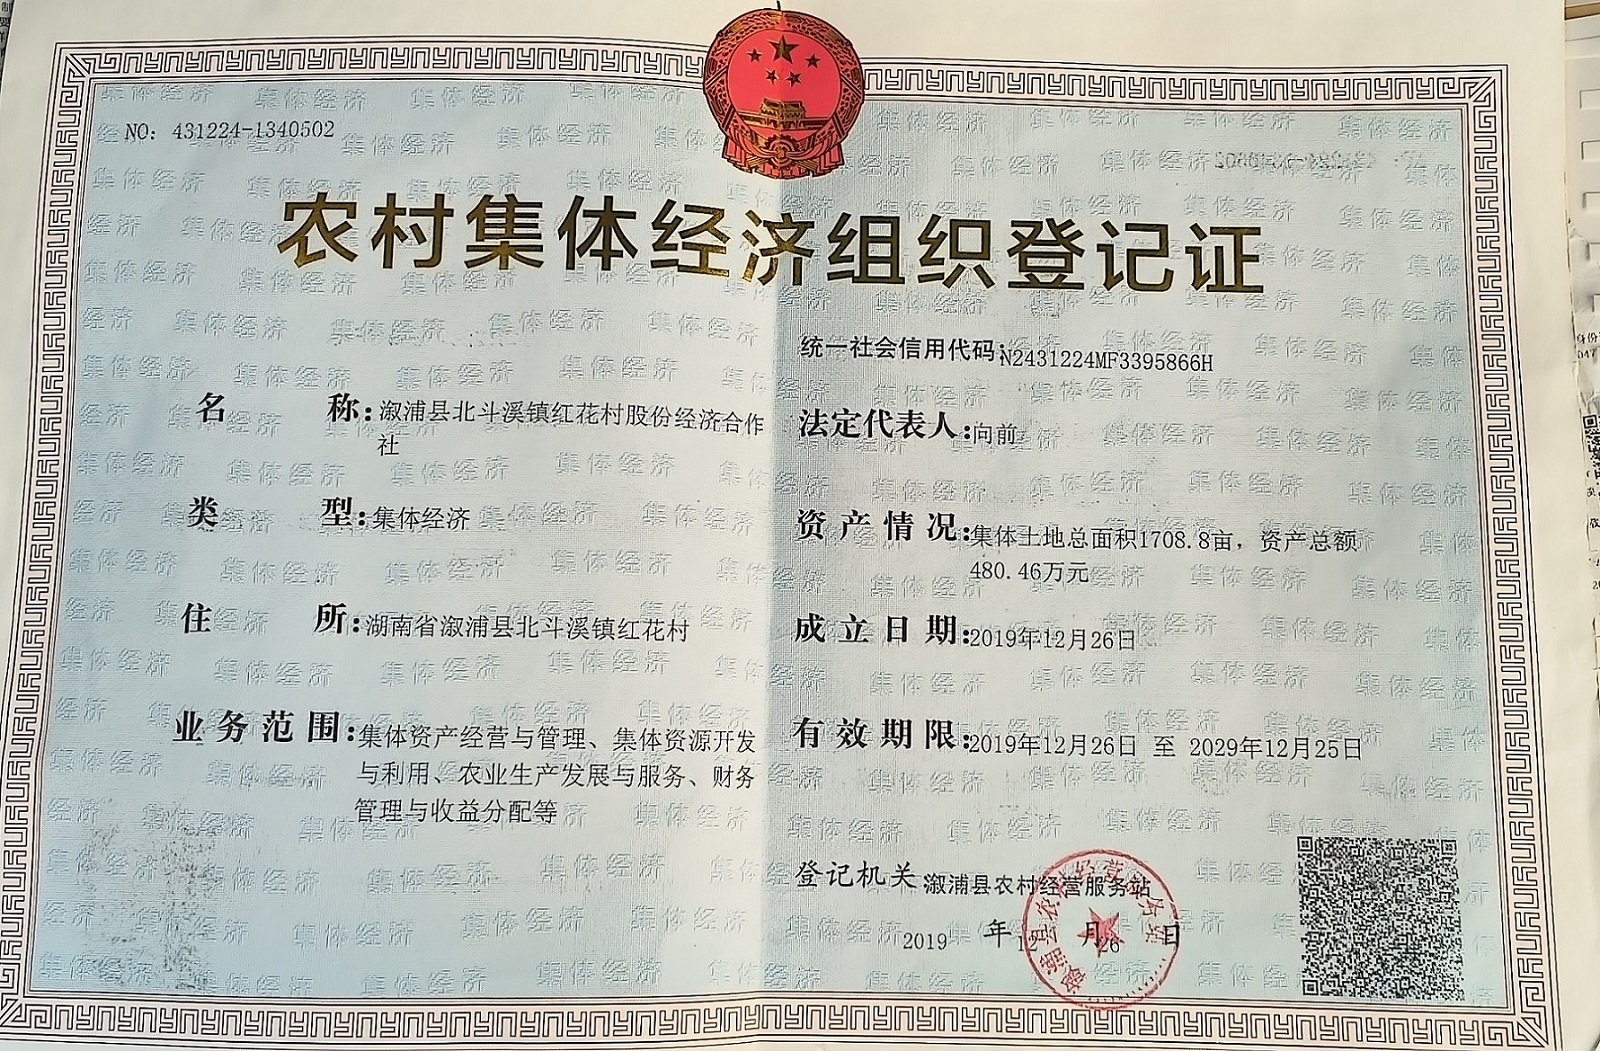 NO: 431224-1340502
农村集体经济组织登记证
统一社会信用代码:N2431224MF3395866H
名 称:溆浦县北斗溪镇红花村股份经济合作
社
法定代表人:向前
类 型:集体经济
资产情况:集体土地总面积1708.8亩,资产总额
480.46万元
住 所:湖南省溆浦县北斗溪镇红花村
成立日期:2019年12月26日
业务范围:集体资产经营与管理、集体资源开发
与利用、农业生产发展与服务、财务
管理与收益分配等
有效期限:2019年12月26日 至 2029年12月25日
登记机关:溆浦县农村经营服务站
2019 年12 月26 日
集体经济